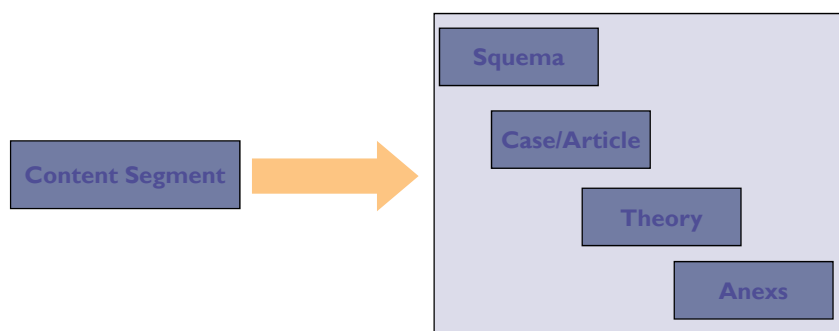 Squema
Case/Article
Content Segment
Theory
Anexs